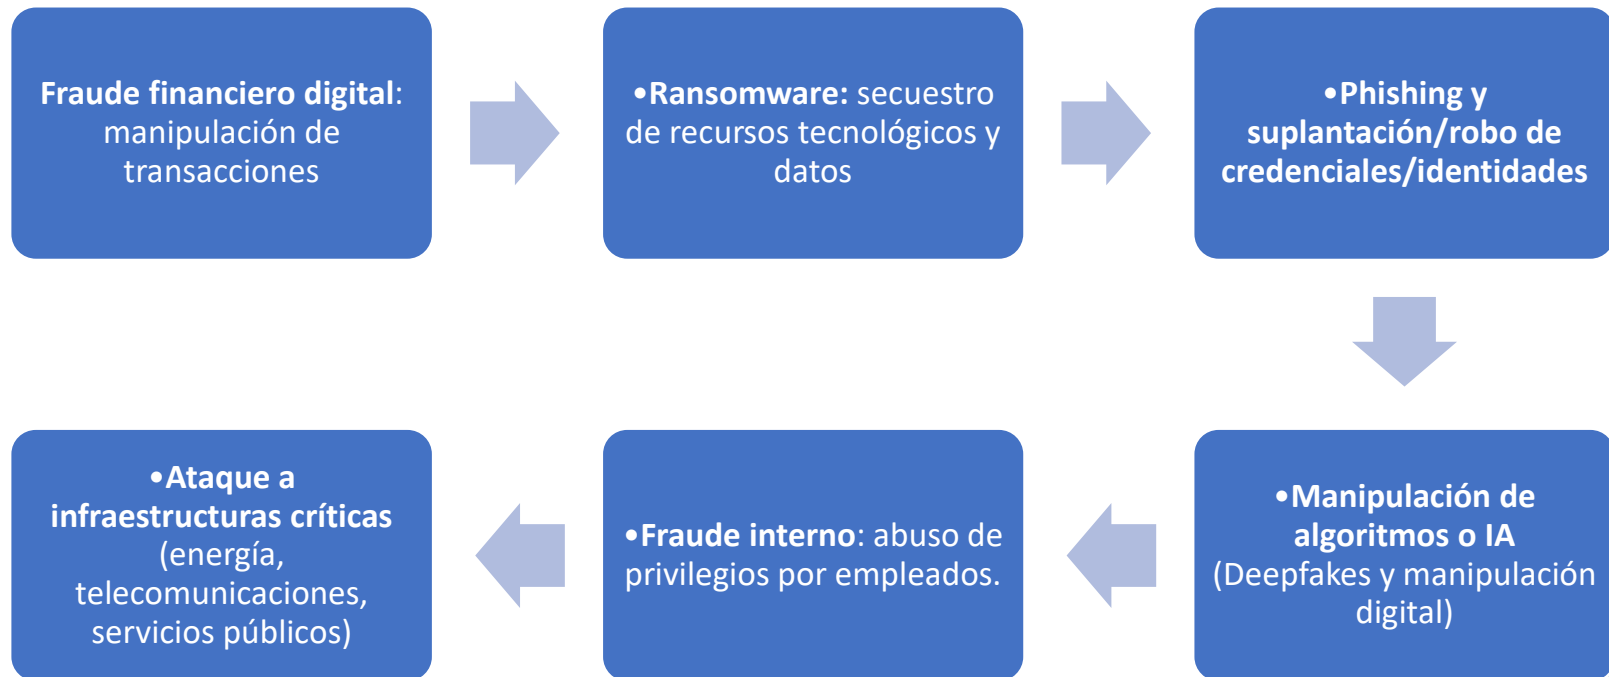 Fraude financiero digital:
manipulación de
transacciones
•Ransomware: secuestro
de recursos tecnológicos y
datos
•Phishing y
suplantación/robo de
credenciales/identidades
•Manipulación de
algoritmos o IA
(Deepfakes y manipulación
digital)
•Fraude interno: abuso de
privilegios por empleados.
•Ataque a
infraestructuras críticas
(energía,
telecomunicaciones,
servicios públicos)